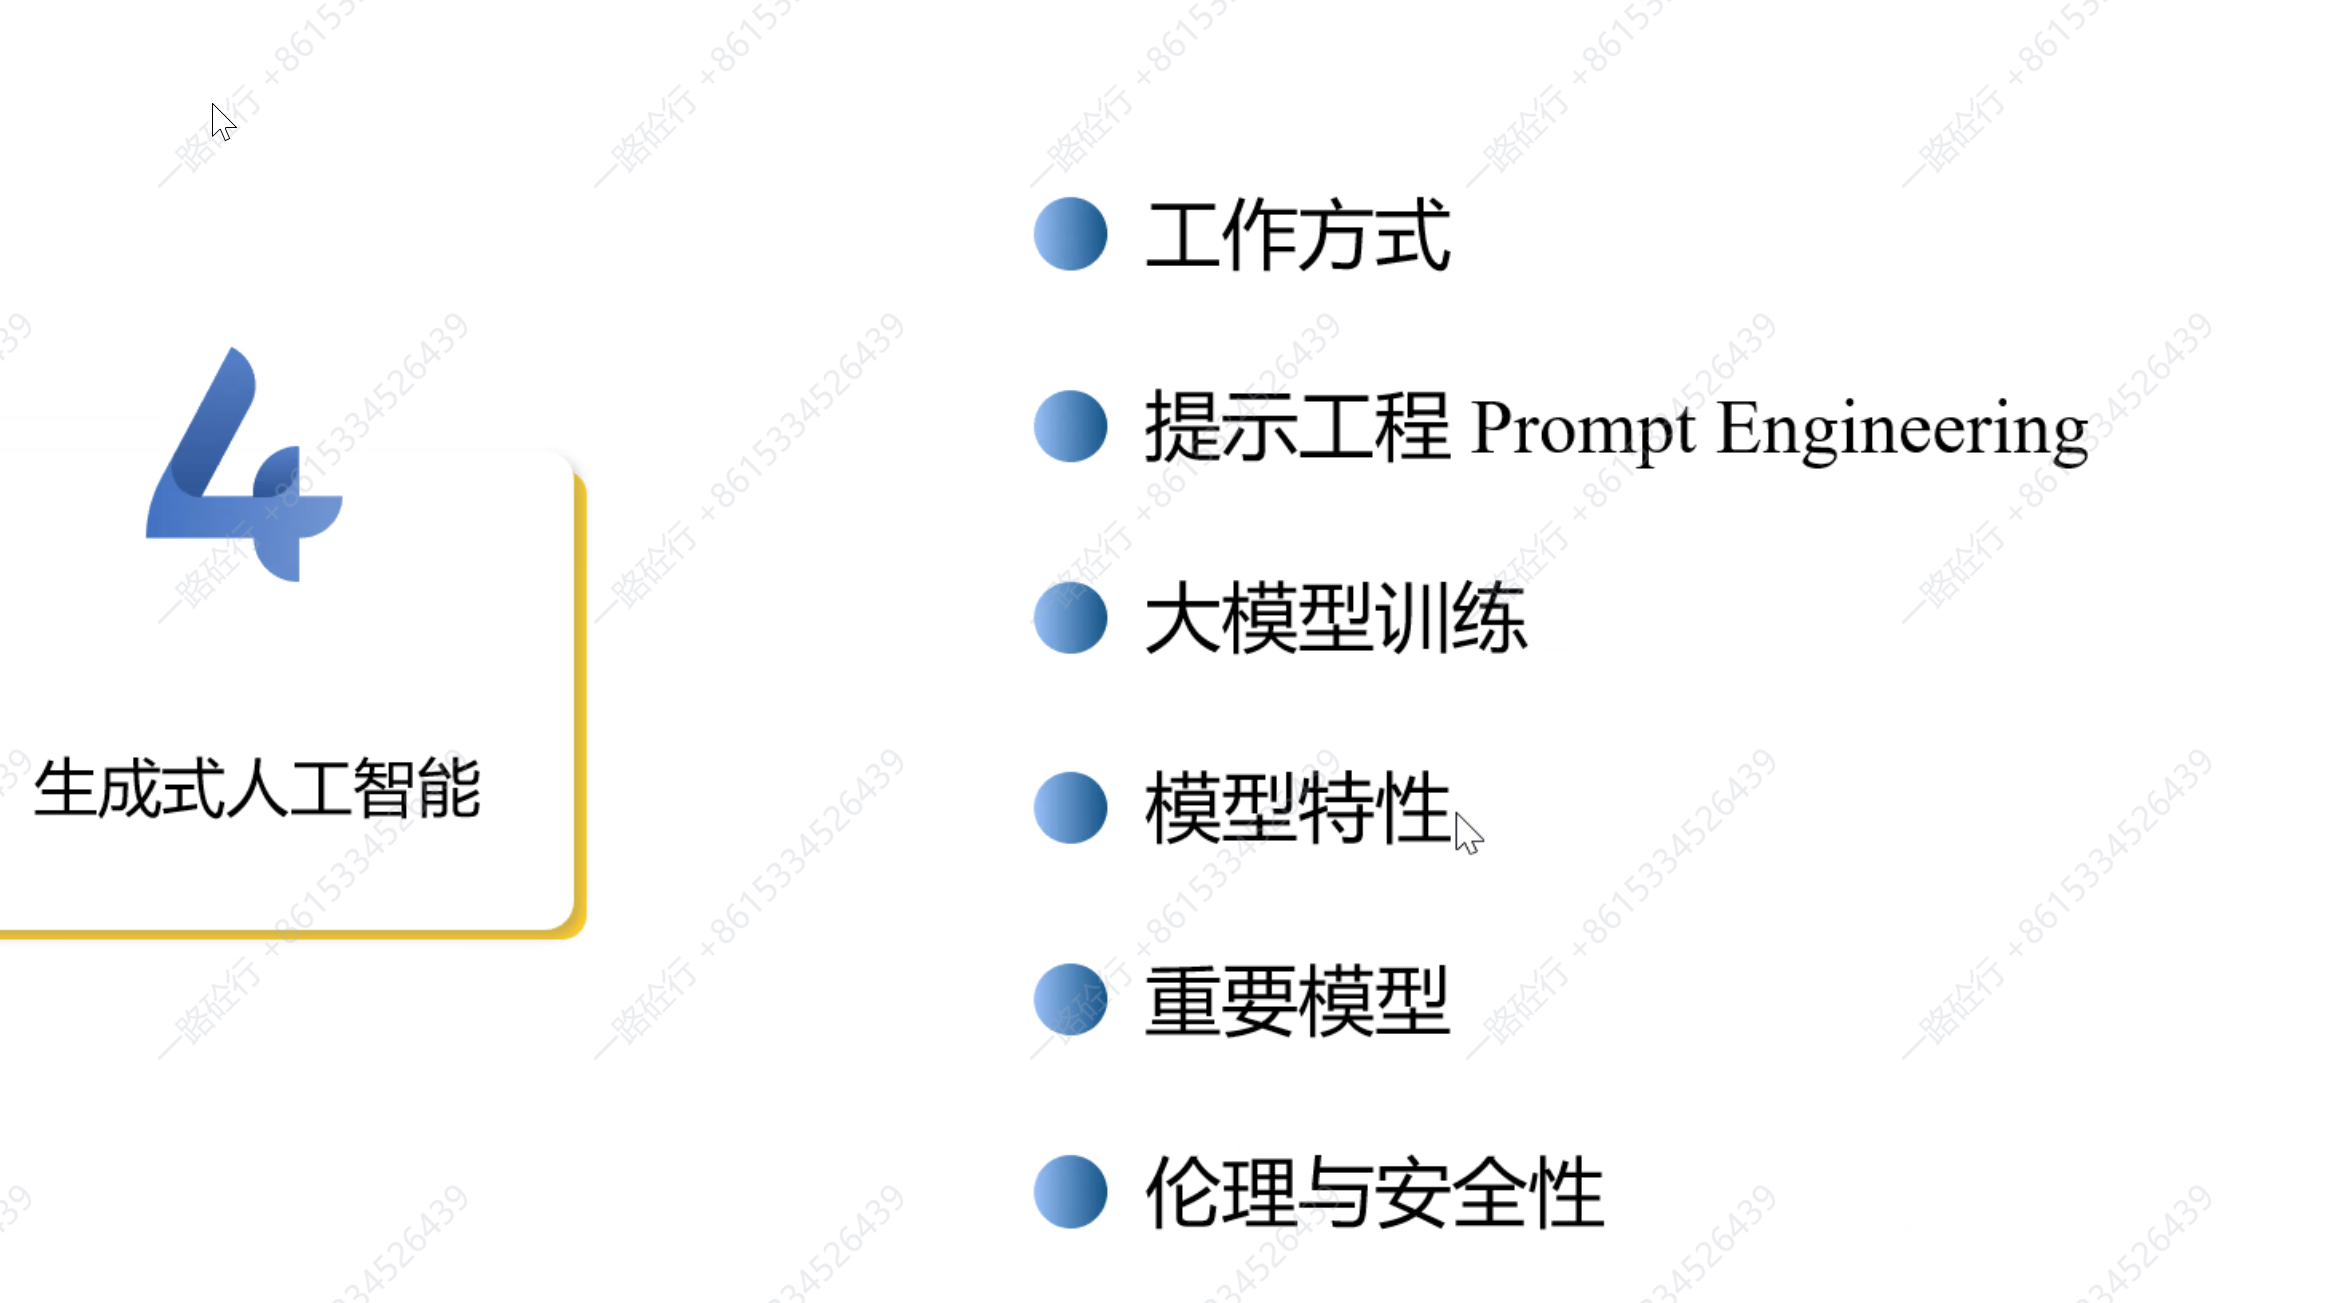 4
生成式人工智能
工作方式
提示工程 Prompt Engineering
大模型训练
模型特性
重要模型
伦理与安全性
一路砼行 +8615334526439